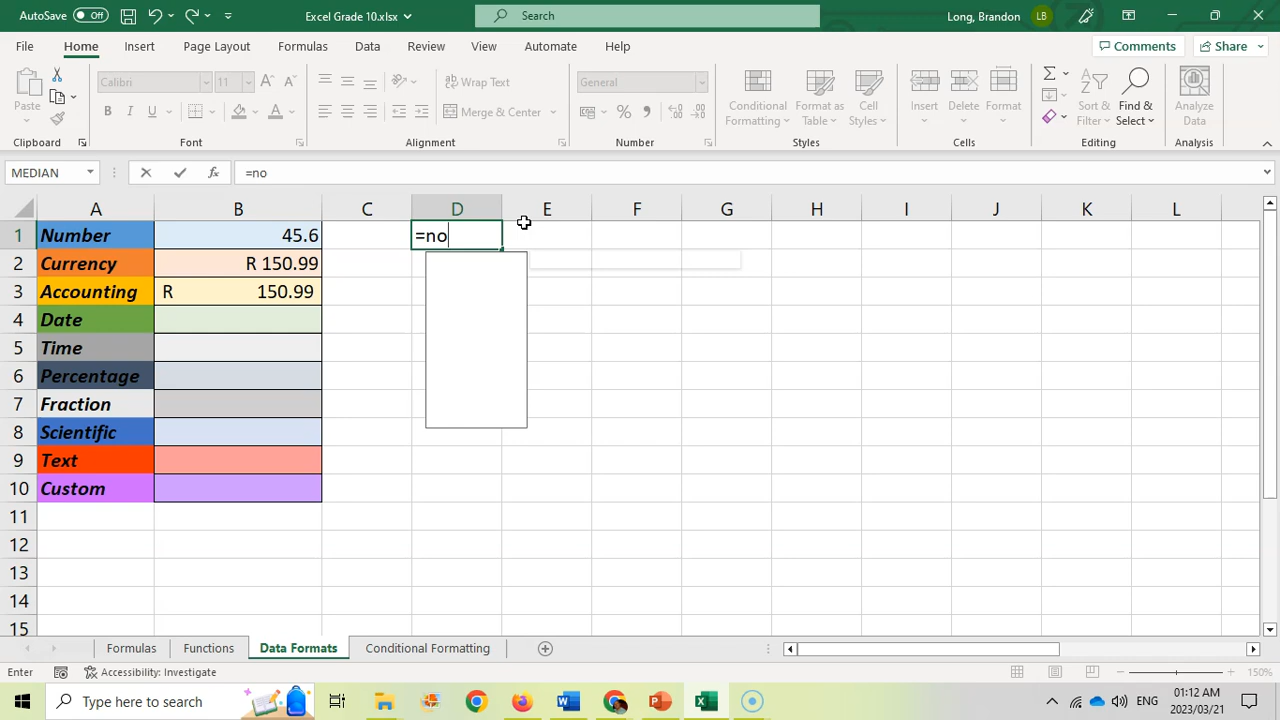 AutoSave Off Excel Grade 10.xlsx Search Long, Brandon LB
File Home Insert Page Layout Formulas Data Review View Automate Help Comments Share
Paste Calibri 11 A A Wrap Text General Conditional Formatting Format as Table Cell Styles Insert Delete Format Sort & Filter Find & Select Analyze Data
B I U A Merge & Center %
Clipboard Font Alignment Number Styles Cells Editing Analysis
MEDIAN fx =no
A B C D E F G H I J K L
1 Number 45.6 =no
2 Currency R 150.99
3 Accounting R 150.99
4 Date
5 Time
6 Percentage
7 Fraction
8 Scientific
9 Text
10 Custom
11
12
13
14
15
Formulas Functions Data Formats Conditional Formatting
Enter Accessibility: Investigate 150%
Type here to search 01:12 AM
2023/03/21